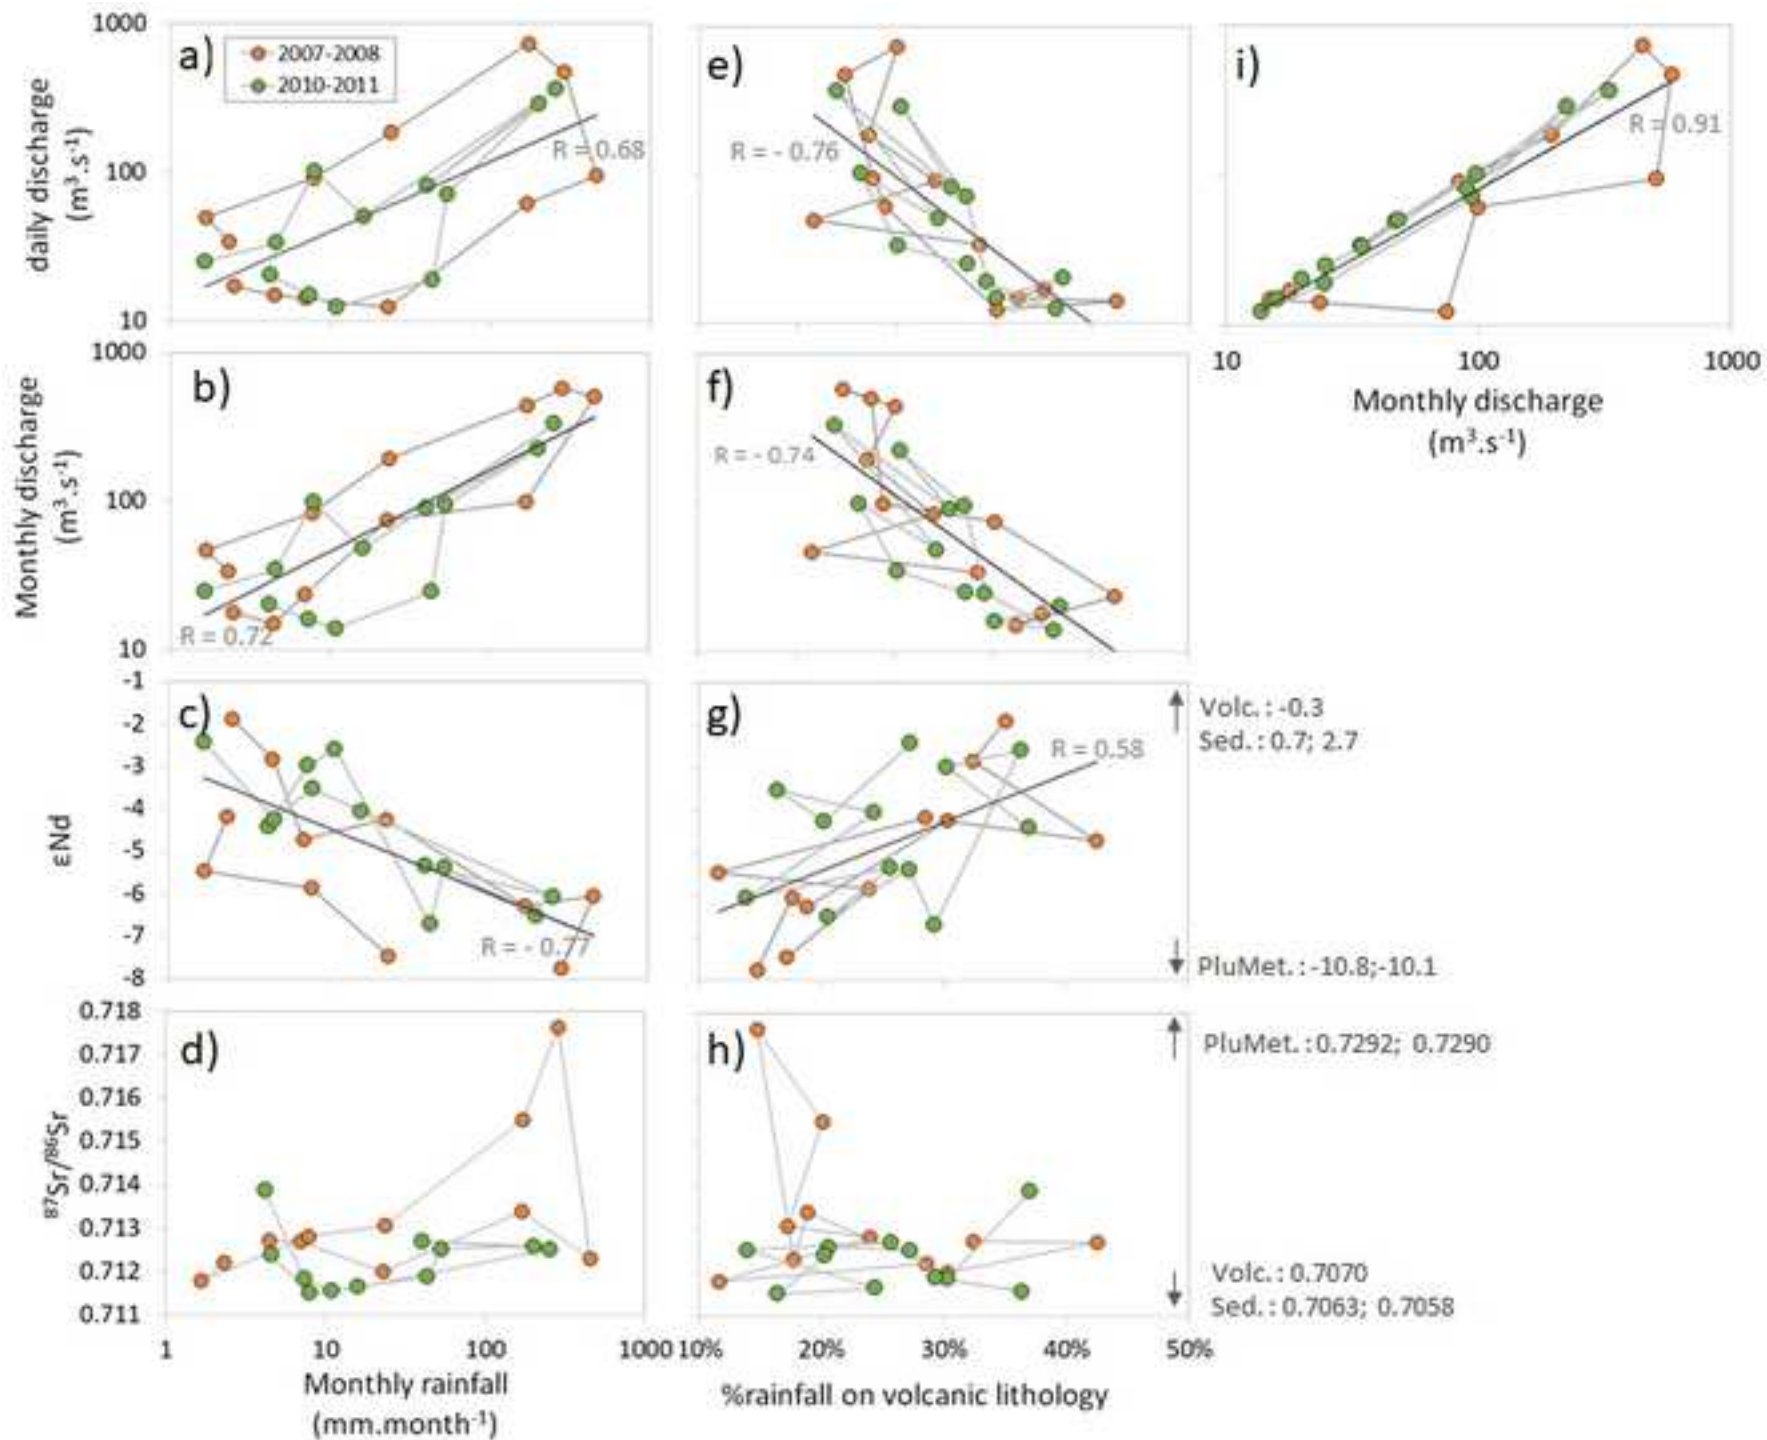 a)
2007-2008
2010-2011
1000
100
10
daily discharge
(m³.s⁻¹)
R = 0.68
e)
R = - 0.76
i)
R = 0.91
10
100
1000
Monthly discharge
(m³.s⁻¹)
b)
1000
100
10
Monthly discharge
(m³.s⁻¹)
R = 0.72
f)
R = - 0.74
c)
-1
-2
-3
-4
-5
-6
-7
-8
εNd
R = - 0.77
g)
R = 0.58
Volc. : -0.3
Sed. : 0.7; 2.7
PluMet. : -10.8;-10.1
d)
0.718
0.717
0.716
0.715
0.714
0.713
0.712
0.711
⁸⁷Sr/⁸⁶Sr
h)
PluMet. : 0.7292; 0.7290
Volc. : 0.7070
Sed. : 0.7063; 0.7058
1
10
100
1000
Monthly rainfall
(mm.month⁻¹)
10%
20%
30%
40%
50%
%rainfall on volcanic lithology